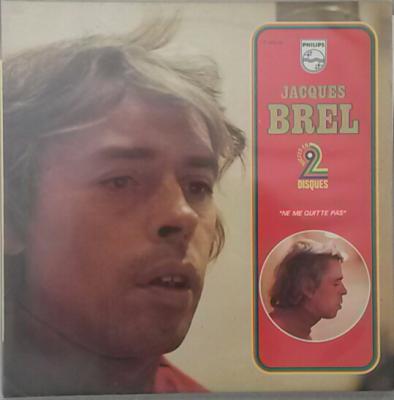 PHILIPS
JACQUES
BREL
2
DISQUES
"NE ME QUITTE PAS"